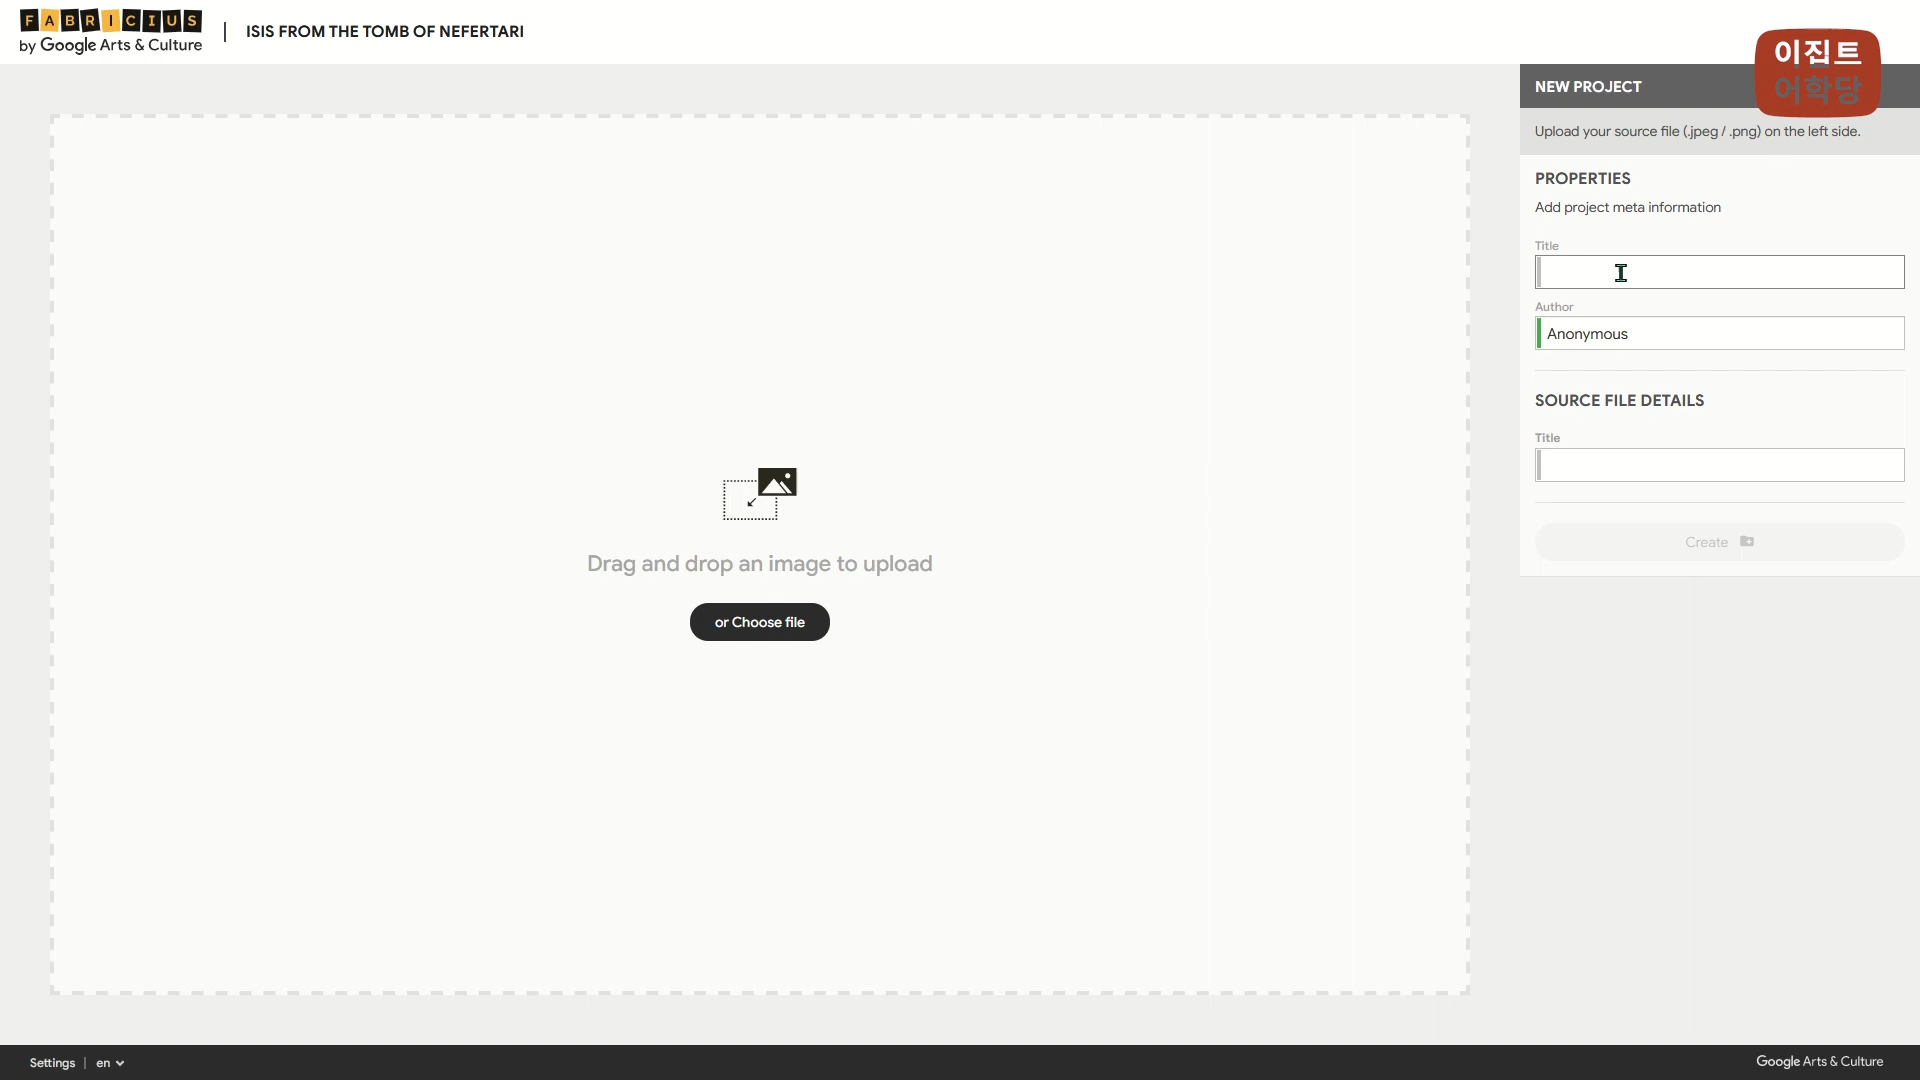 FABRICIUS
by Google Arts & Culture
ISIS FROM THE TOMB OF NEFERTARI
이집트
어학당
NEW PROJECT
Upload your source file (.jpeg / .png) on the left side.
PROPERTIES
Add project meta information
Title
Author
Anonymous
SOURCE FILE DETAILS
Title
Create
Drag and drop an image to upload
or Choose file
Settings | en
Google Arts & Culture